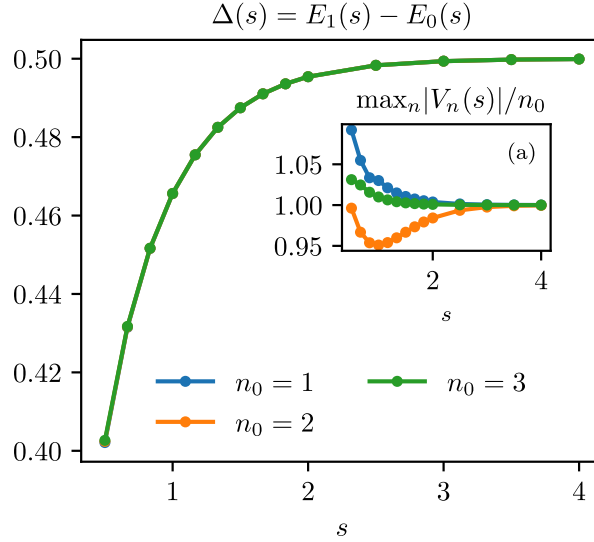 Δ(s) = E₁(s) − E₀(s)
0.50
0.48
0.46
0.44
0.42
0.40
1
2
3
4
s
maxₙ|Vₙ(s)|/n₀
(a)
1.05
1.00
0.95
2
4
s
n₀ = 1
n₀ = 2
n₀ = 3